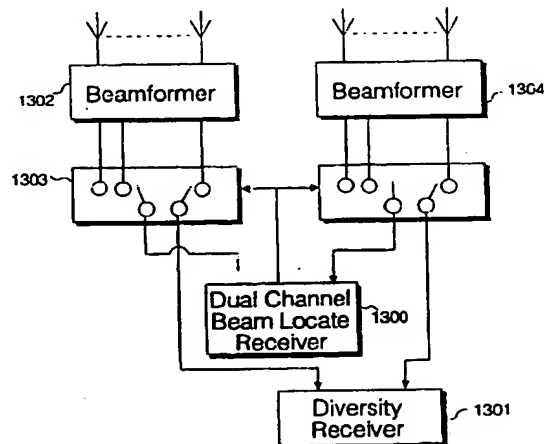 Beamformer
1302
Beamformer
1304
1303
Dual Channel
Beam Locate
Receiver
1300
Diversity
Receiver
1301